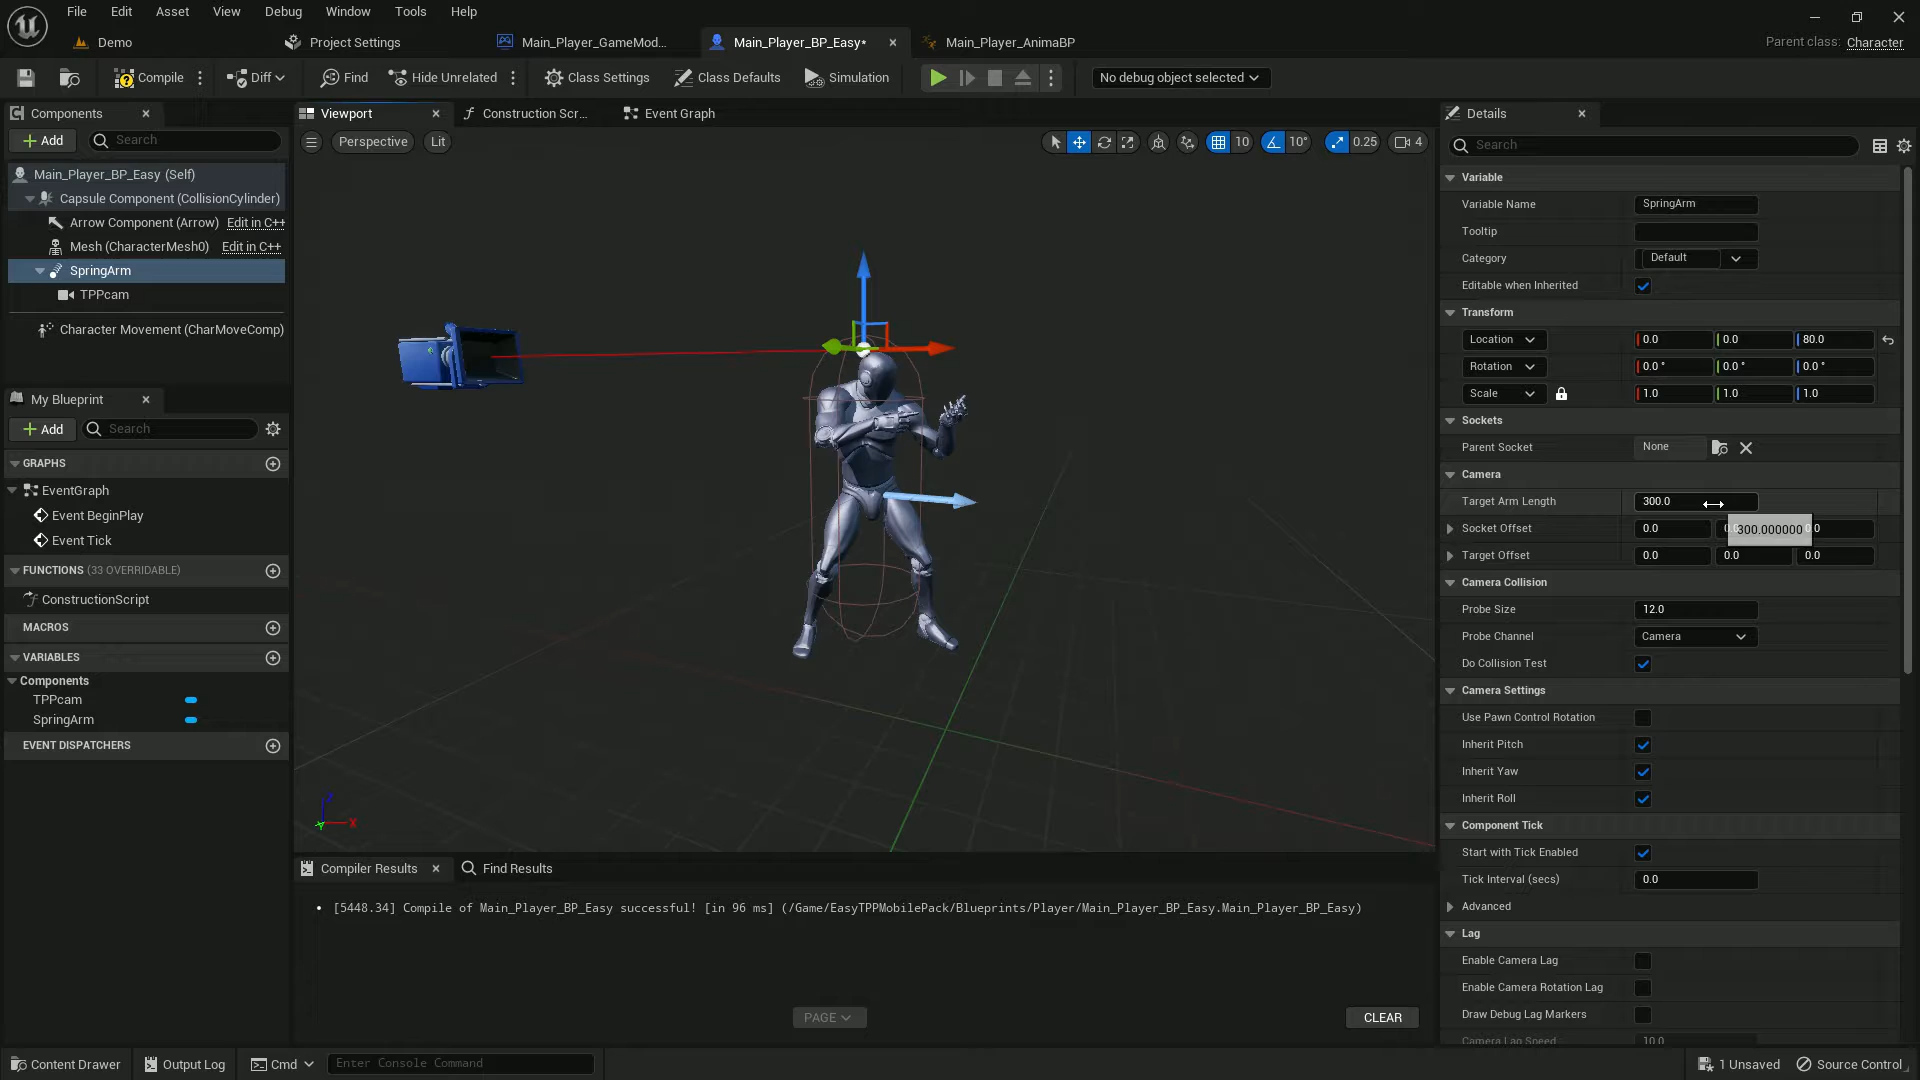 File Edit Asset View Debug Window Tools Help
Demo Project Settings Main_Player_GameMod... Main_Player_BP_Easy* Main_Player_AnimaBP Parent class: Character
Compile Diff Find Hide Unrelated Class Settings Class Defaults Simulation No debug object selected
Components
Add Search
Main_Player_BP_Easy (Self)
Capsule Component (CollisionCylinder)
Arrow Component (Arrow) Edit in C++
Mesh (CharacterMesh0) Edit in C++
SpringArm
TPPcam
Character Movement (CharMoveComp)
My Blueprint
Add Search
GRAPHS
EventGraph
Event BeginPlay
Event Tick
FUNCTIONS (33 OVERRIDABLE)
ConstructionScript
MACROS
VARIABLES
Components
TPPcam
SpringArm
EVENT DISPATCHERS
Viewport Construction Scr... Event Graph
Perspective Lit 10 10° 0.25 4
Z
X
Y
Compiler Results Find Results
[5448.34] Compile of Main_Player_BP_Easy successful! [in 96 ms] (/Game/EasyTPPMobilePack/Blueprints/Player/Main_Player_BP_Easy.Main_Player_BP_Easy)
PAGE CLEAR
Details
Search
Variable
Variable Name SpringArm
Tooltip
Category Default
Editable when Inherited
Transform
Location 0.0 0.0 80.0
Rotation 0.0 ° 0.0 ° 0.0 °
Scale 1.0 1.0 1.0
Sockets
Parent Socket None
Camera
Target Arm Length 300.0
Socket Offset 0.0 0.0 0.0
300.000000
Target Offset 0.0 0.0 0.0
Camera Collision
Probe Size 12.0
Probe Channel Camera
Do Collision Test
Camera Settings
Use Pawn Control Rotation
Inherit Pitch
Inherit Yaw
Inherit Roll
Component Tick
Start with Tick Enabled
Tick Interval (secs) 0.0
Advanced
Lag
Enable Camera Lag
Enable Camera Rotation Lag
Draw Debug Lag Markers
Camera Lag Speed 10.0
Content Drawer Output Log Cmd Enter Console Command 1 Unsaved Source Control